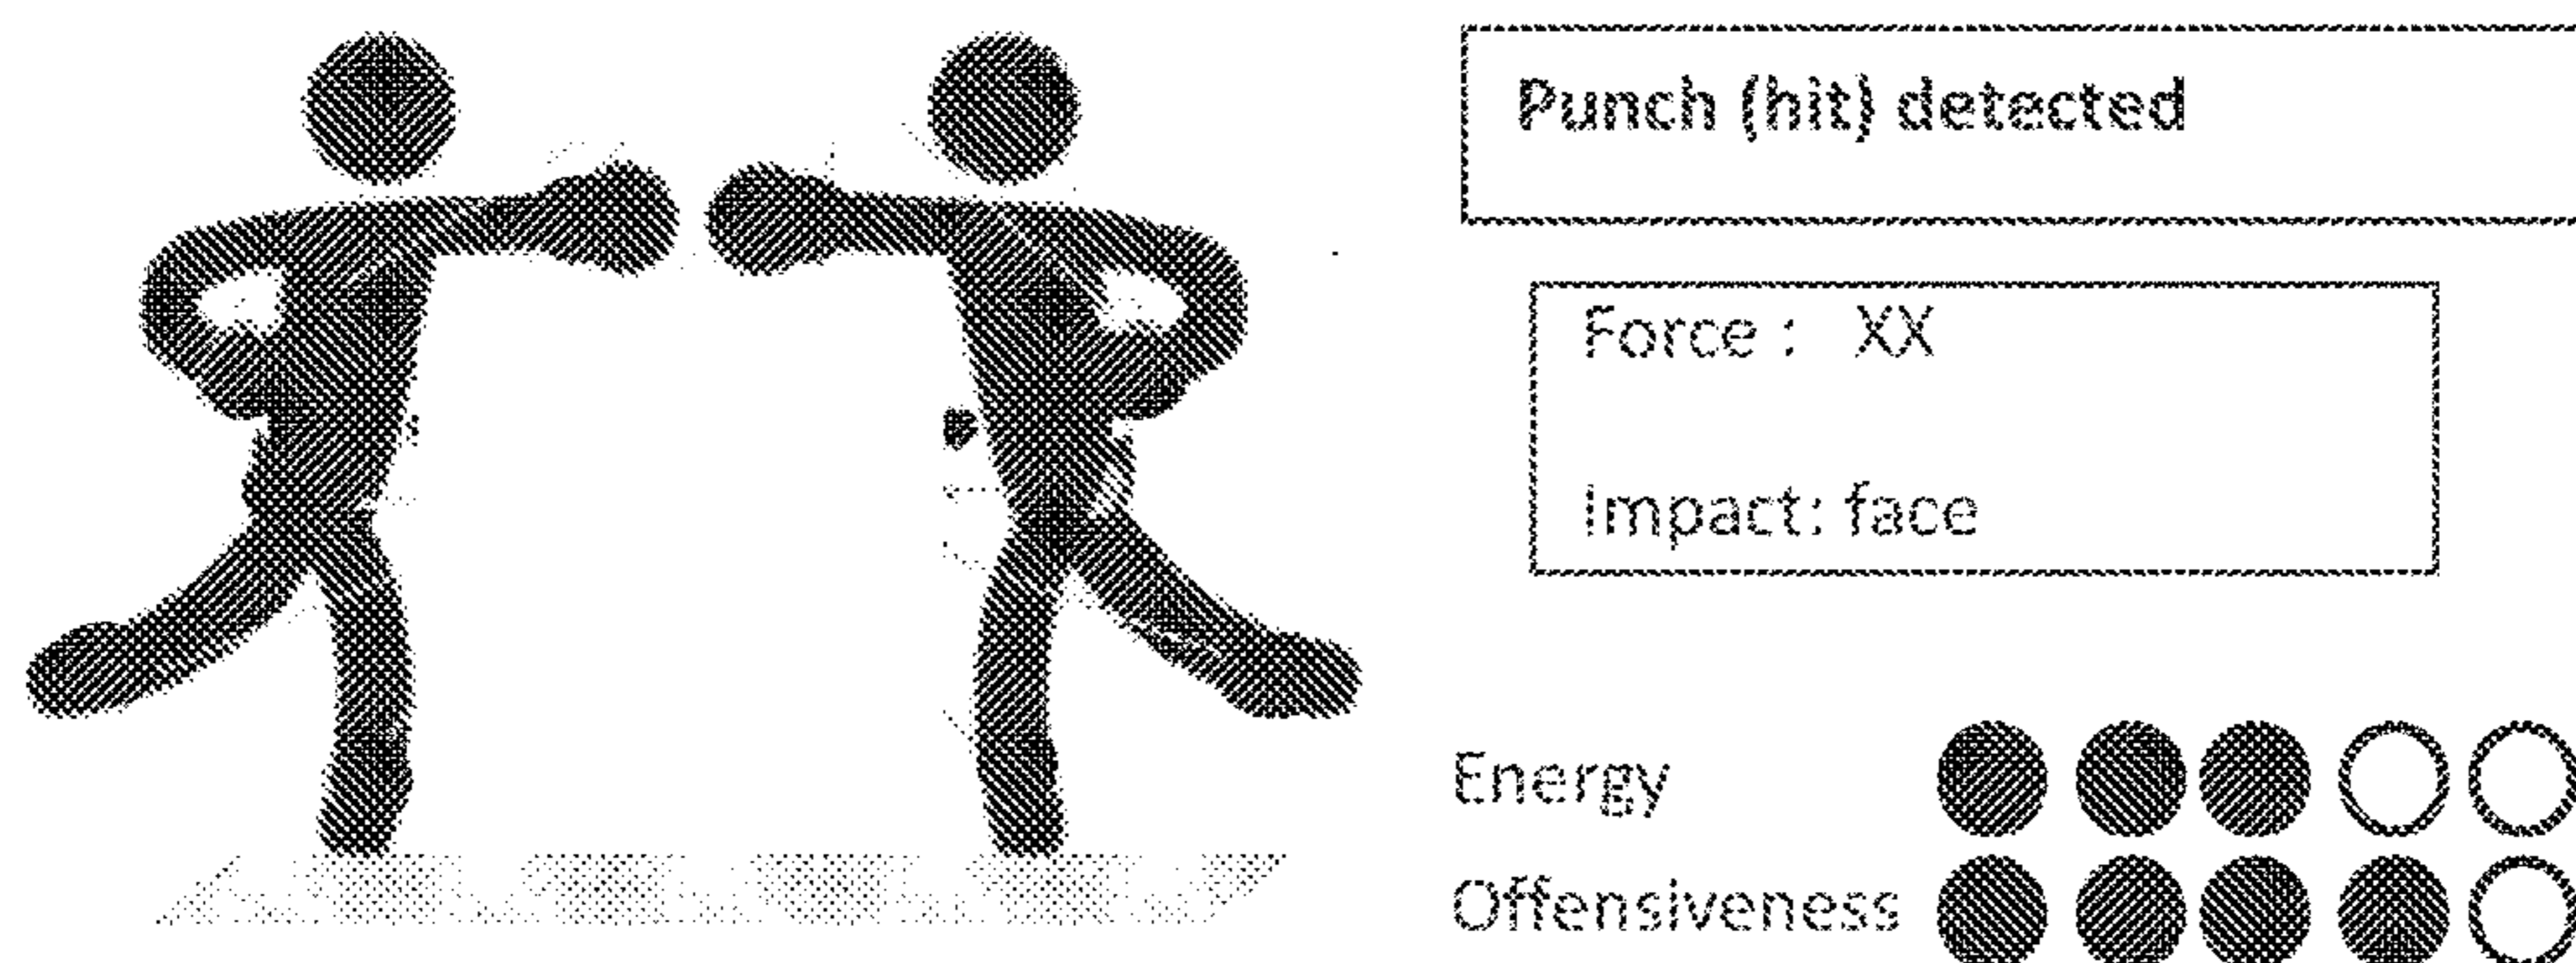 Punch (hit) detected
Force : XX
Impact: face
Energy
Offensiveness